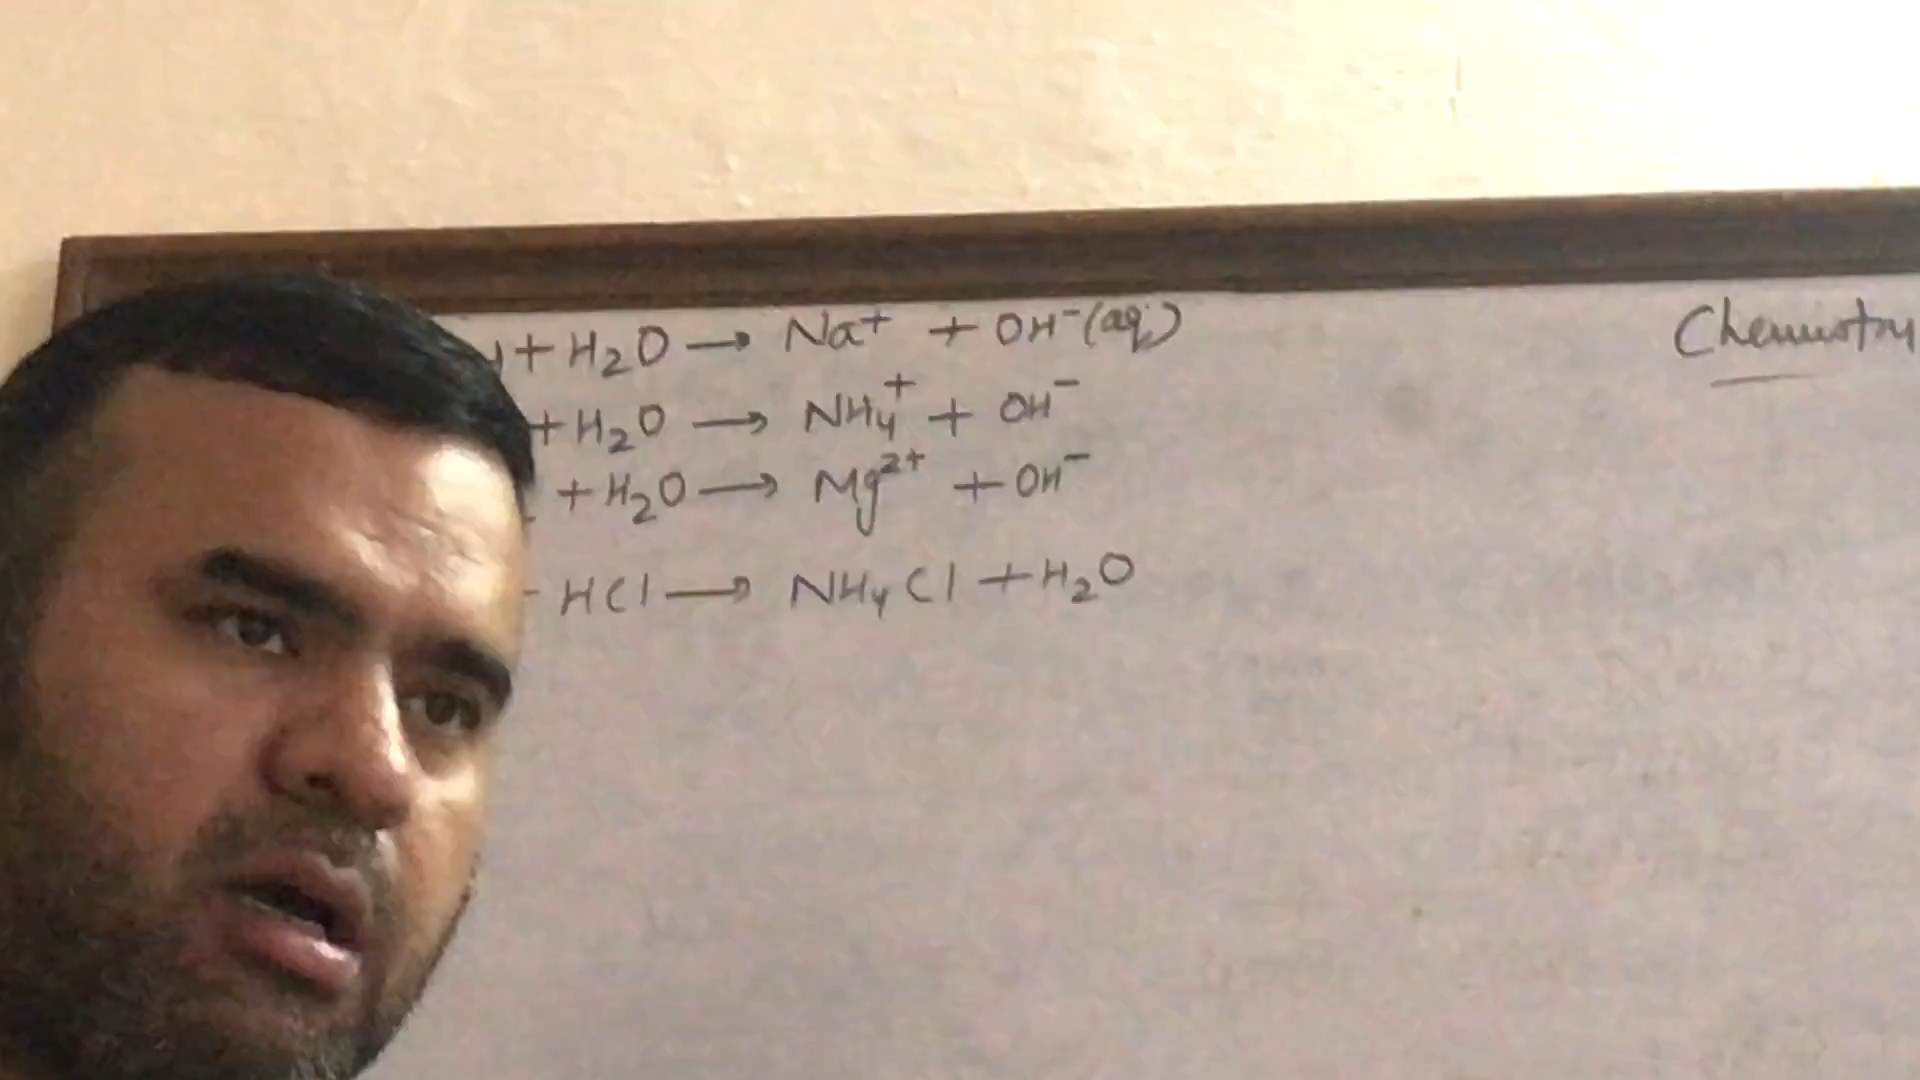 + H₂O → Na⁺ + OH⁻(aq)
Chemistry
+ H₂O → NH₄⁺ + OH⁻
+ H₂O → Mg²⁺ + OH⁻
HCl → NH₄Cl + H₂O